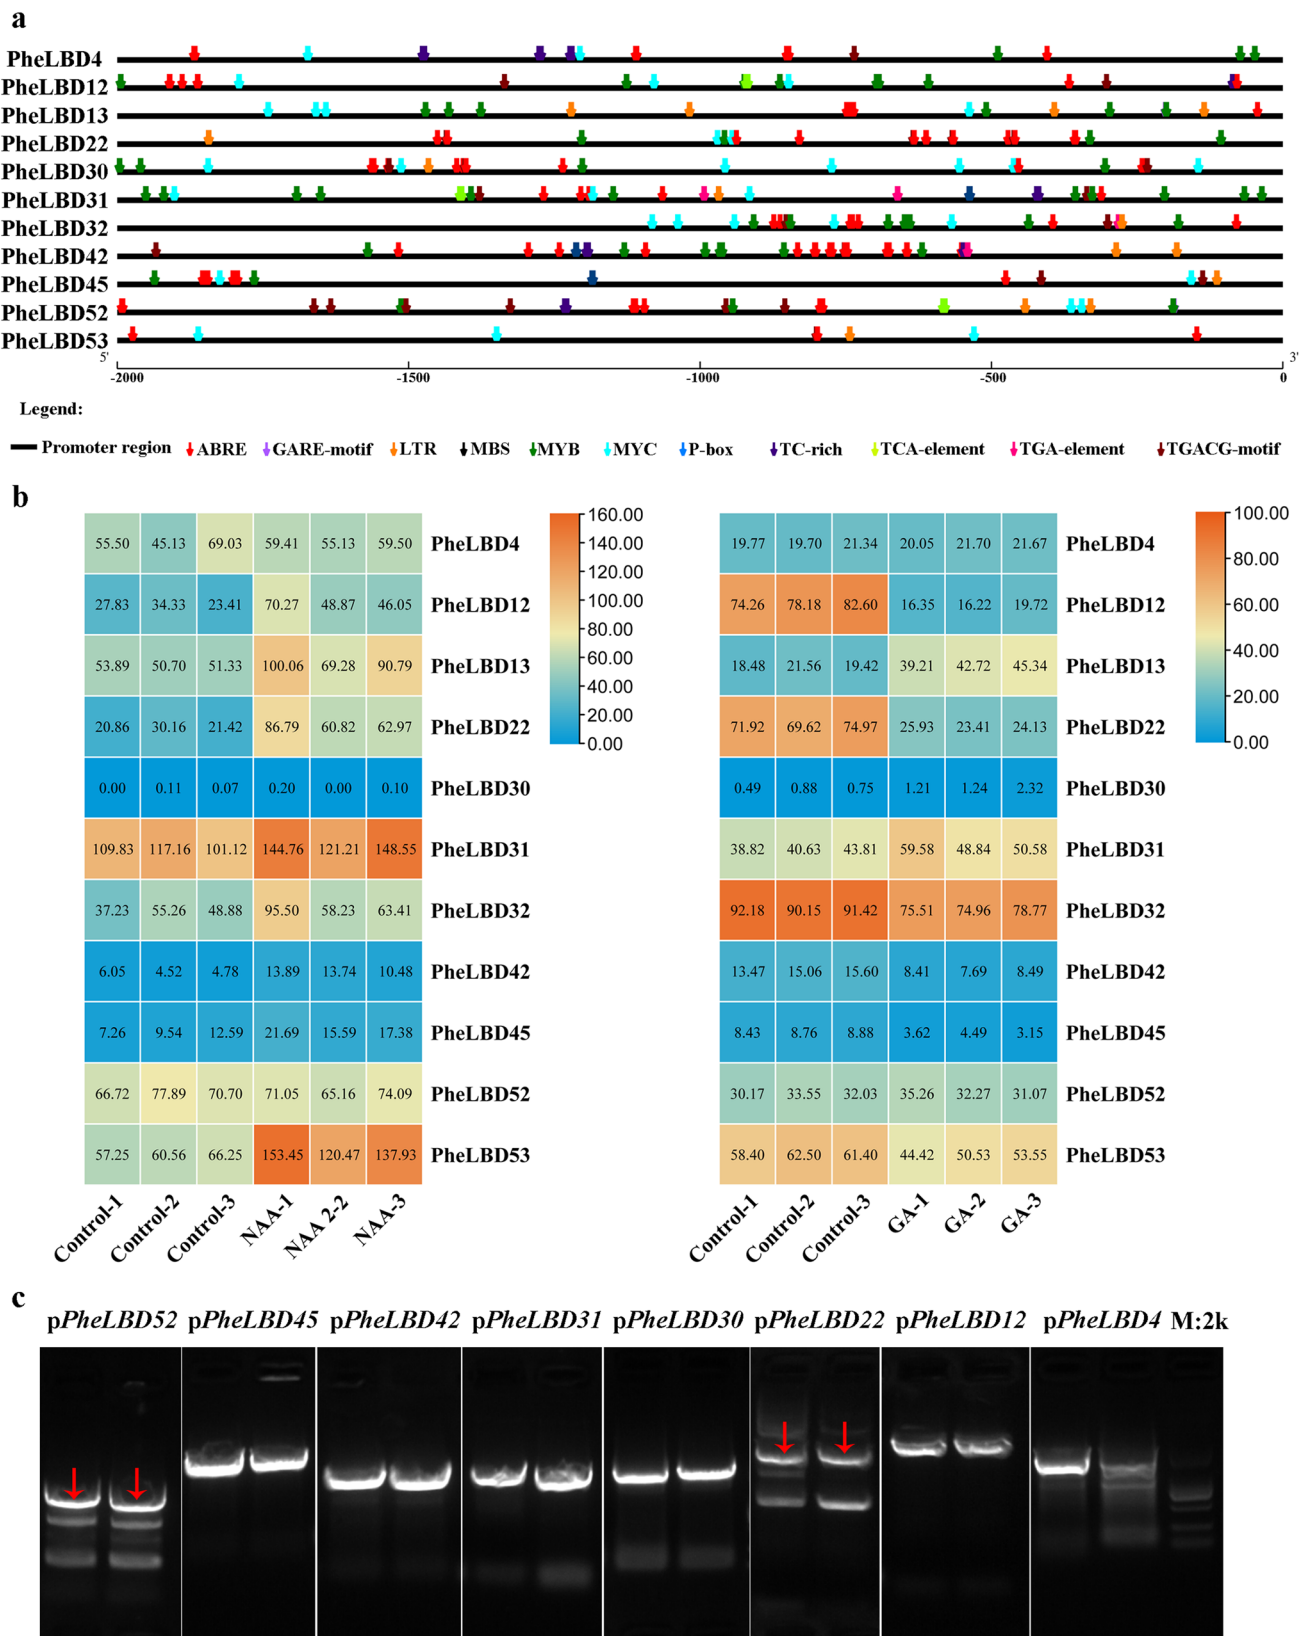 a
PheLBD4
PheLBD12
PheLBD13
PheLBD22
PheLBD30
PheLBD31
PheLBD32
PheLBD42
PheLBD45
PheLBD52
PheLBD53
5' 3'
-2000 -1500 -1000 -500 0
Legend:
Promoter region ABRE GARE-motif LTR MBS MYB MYC P-box TC-rich TCA-element TGA-element TGACG-motif
b
55.50 45.13 69.03 59.41 55.13 59.50 PheLBD4
27.83 34.33 23.41 70.27 48.87 46.05 PheLBD12
53.89 50.70 51.33 100.06 69.28 90.79 PheLBD13
20.86 30.16 21.42 86.79 60.82 62.97 PheLBD22
0.00 0.11 0.07 0.20 0.00 0.10 PheLBD30
109.83 117.16 101.12 144.76 121.21 148.55 PheLBD31
37.23 55.26 48.88 95.50 58.23 63.41 PheLBD32
6.05 4.52 4.78 13.89 13.74 10.48 PheLBD42
7.26 9.54 12.59 21.69 15.59 17.38 PheLBD45
66.72 77.89 70.70 71.05 65.16 74.09 PheLBD52
57.25 60.56 66.25 153.45 120.47 137.93 PheLBD53
Control-1 Control-2 Control-3 NAA-1 NAA 2-2 NAA-3
160.00
140.00
120.00
100.00
80.00
60.00
40.00
20.00
0.00
19.77 19.70 21.34 20.05 21.70 21.67 PheLBD4
74.26 78.18 82.60 16.35 16.22 19.72 PheLBD12
18.48 21.56 19.42 39.21 42.72 45.34 PheLBD13
71.92 69.62 74.97 25.93 23.41 24.13 PheLBD22
0.49 0.88 0.75 1.21 1.24 2.32 PheLBD30
38.82 40.63 43.81 59.58 48.84 50.58 PheLBD31
92.18 90.15 91.42 75.51 74.96 78.77 PheLBD32
13.47 15.06 15.60 8.41 7.69 8.49 PheLBD42
8.43 8.76 8.88 3.62 4.49 3.15 PheLBD45
30.17 33.55 32.03 35.26 32.27 31.07 PheLBD52
58.40 62.50 61.40 44.42 50.53 53.55 PheLBD53
Control-1 Control-2 Control-3 GA-1 GA-2 GA-3
100.00
80.00
60.00
40.00
20.00
0.00
c
pPheLBD52 pPheLBD45 pPheLBD42 pPheLBD31 pPheLBD30 pPheLBD22 pPheLBD12 pPheLBD4 M:2k